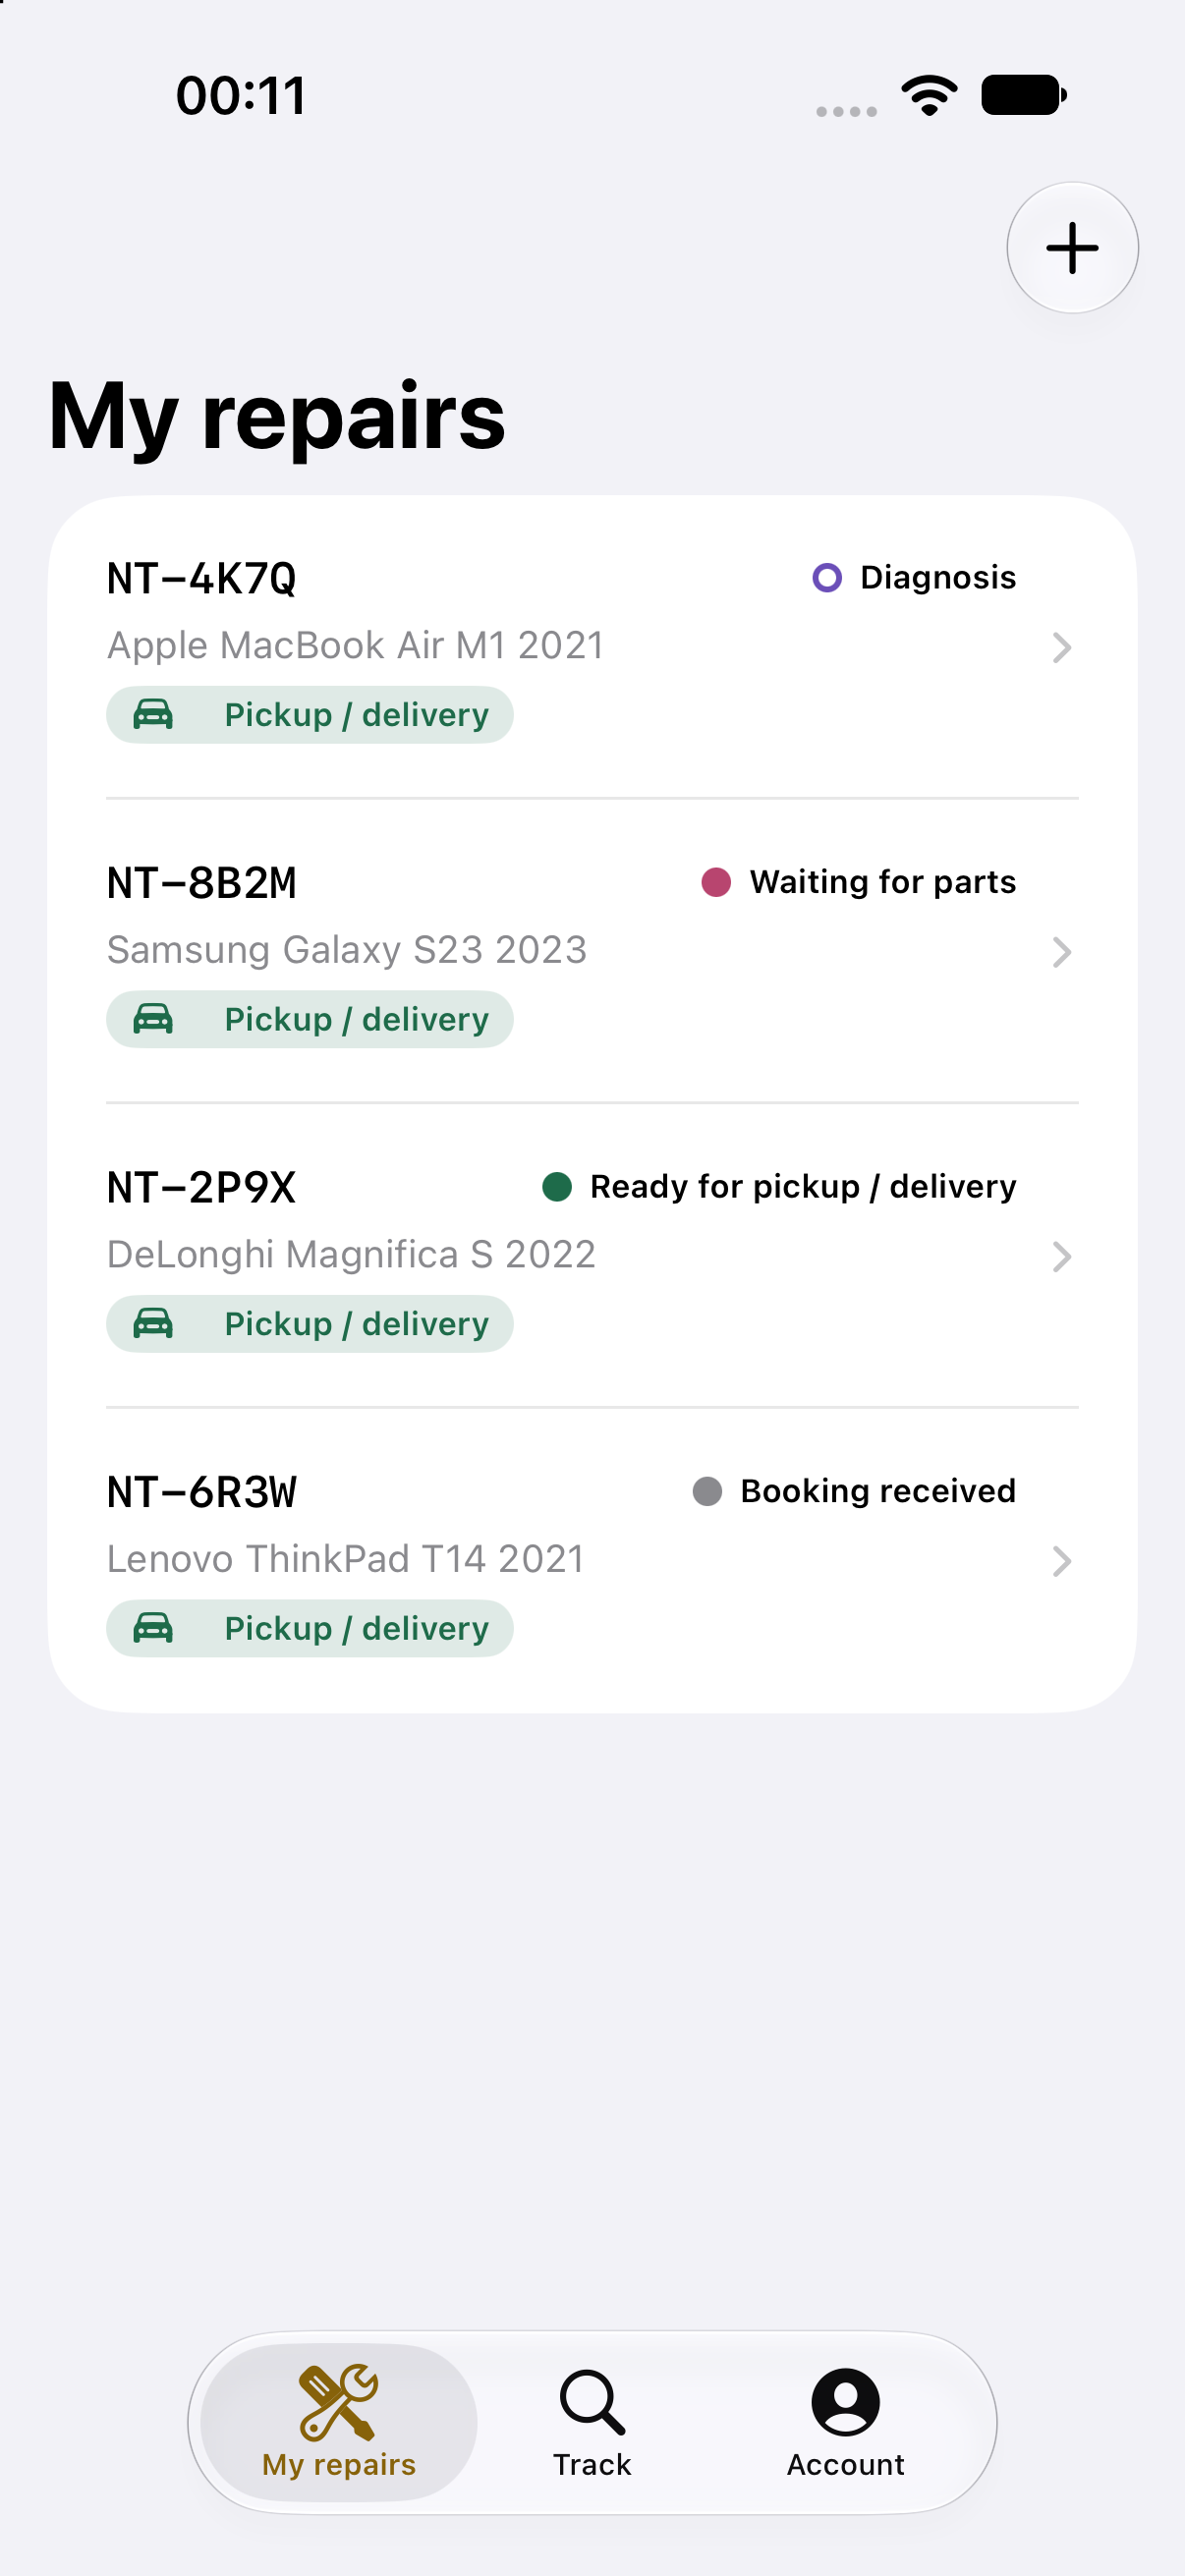 00:11
My repairs
NT-4K7Q
Diagnosis
Apple MacBook Air M1 2021
Pickup / delivery
NT-8B2M
Waiting for parts
Samsung Galaxy S23 2023
Pickup / delivery
NT-2P9X
Ready for pickup / delivery
DeLonghi Magnifica S 2022
Pickup / delivery
NT-6R3W
Booking received
Lenovo ThinkPad T14 2021
Pickup / delivery
My repairs
Track
Account